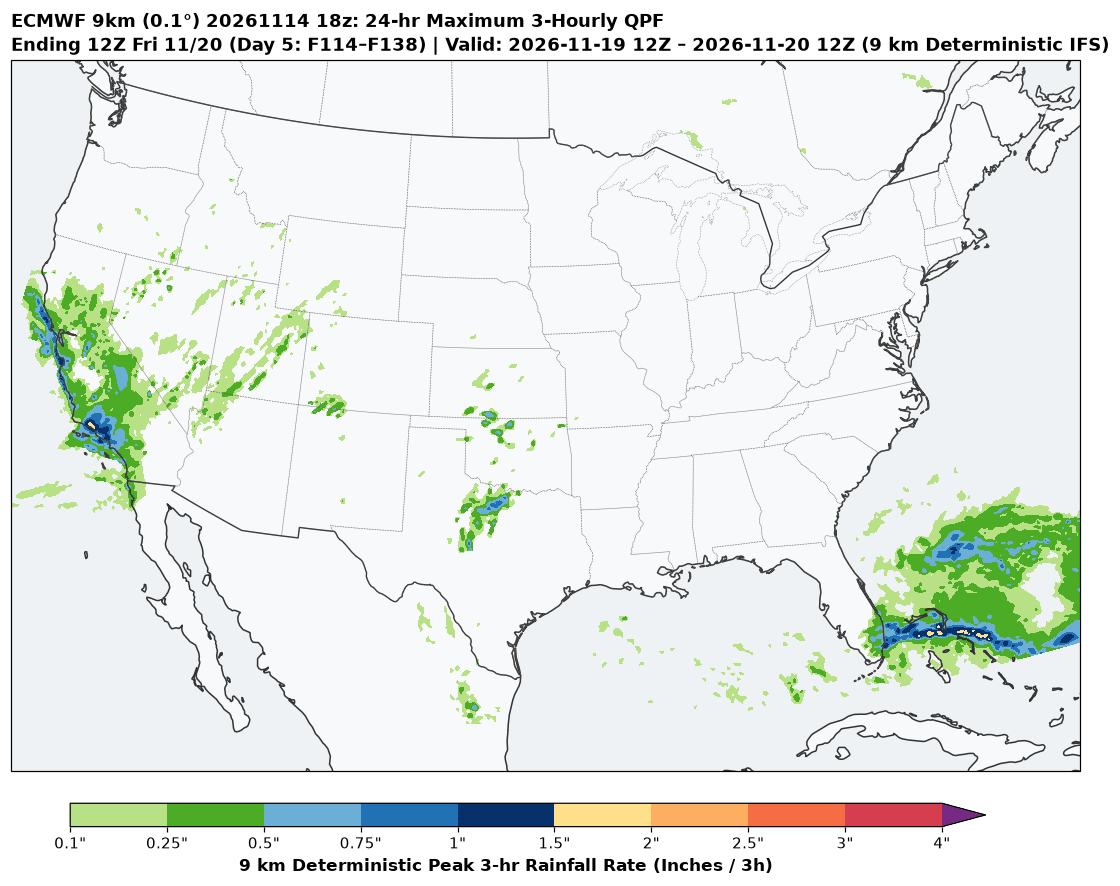 ECMWF 9km (0.1°) 20261114 18z: 24-hr Maximum 3-Hourly QPF
Ending 12Z Fri 11/20 (Day 5: F114–F138) | Valid: 2026-11-19 12Z – 2026-11-20 12Z (9 km Deterministic IFS)
0.1" 0.25" 0.5" 0.75" 1" 1.5" 2" 2.5" 3" 4"
9 km Deterministic Peak 3-hr Rainfall Rate (Inches / 3h)